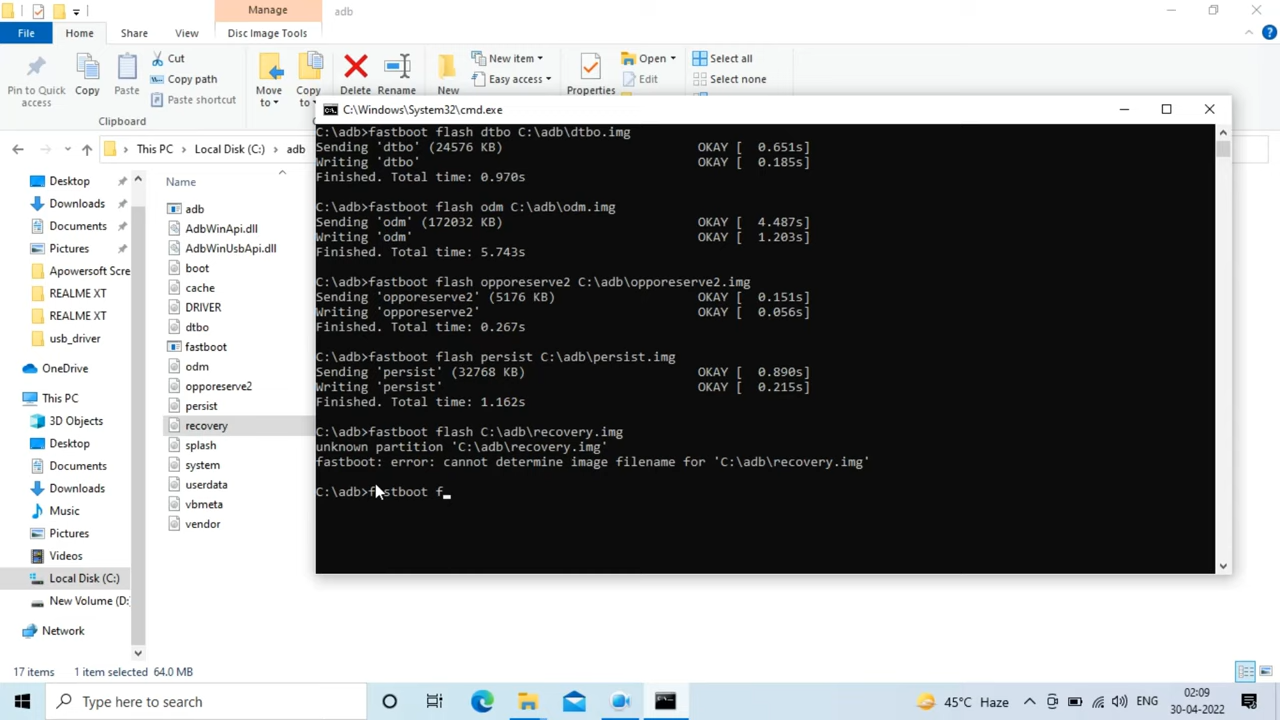 Manage
adb
File
Home
Share
View
Disc Image Tools
Pin to Quick access
Copy
Paste
Cut
Copy path
Paste shortcut
Clipboard
Move to
Copy to
Delete
Rename
New
New item
Easy access
Properties
Open
Edit
Select all
Select none
This PC > Local Disk (C:) > adb
Desktop
Downloads
Documents
Pictures
Apowersoft Scre
REALME XT
REALME XT
usb_driver
OneDrive
This PC
3D Objects
Desktop
Documents
Downloads
Music
Pictures
Videos
Local Disk (C:)
New Volume (D:
Network
Name
adb
AdbWinApi.dll
AdbWinUsbApi.dll
boot
cache
DRIVER
dtbo
fastboot
odm
opporeserve2
persist
recovery
splash
system
userdata
vbmeta
vendor
C:\Windows\System32\cmd.exe
C:\adb>fastboot flash dtbo C:\adb\dtbo.img
Sending 'dtbo' (24576 KB) OKAY [ 0.651s]
Writing 'dtbo' OKAY [ 0.185s]
Finished. Total time: 0.970s
C:\adb>fastboot flash odm C:\adb\odm.img
Sending 'odm' (172032 KB) OKAY [ 4.487s]
Writing 'odm' OKAY [ 1.203s]
Finished. Total time: 5.743s
C:\adb>fastboot flash opporeserve2 C:\adb\opporeserve2.img
Sending 'opporeserve2' (5176 KB) OKAY [ 0.151s]
Writing 'opporeserve2' OKAY [ 0.056s]
Finished. Total time: 0.267s
C:\adb>fastboot flash persist C:\adb\persist.img
Sending 'persist' (32768 KB) OKAY [ 0.890s]
Writing 'persist' OKAY [ 0.215s]
Finished. Total time: 1.162s
C:\adb>fastboot flash C:\adb\recovery.img
unknown partition 'C:\adb\recovery.img'
fastboot: error: cannot determine image filename for 'C:\adb\recovery.img'
C:\adb>fastboot f_
17 items 1 item selected 64.0 MB
Type here to search
45°C Haze
ENG
02:09
30-04-2022